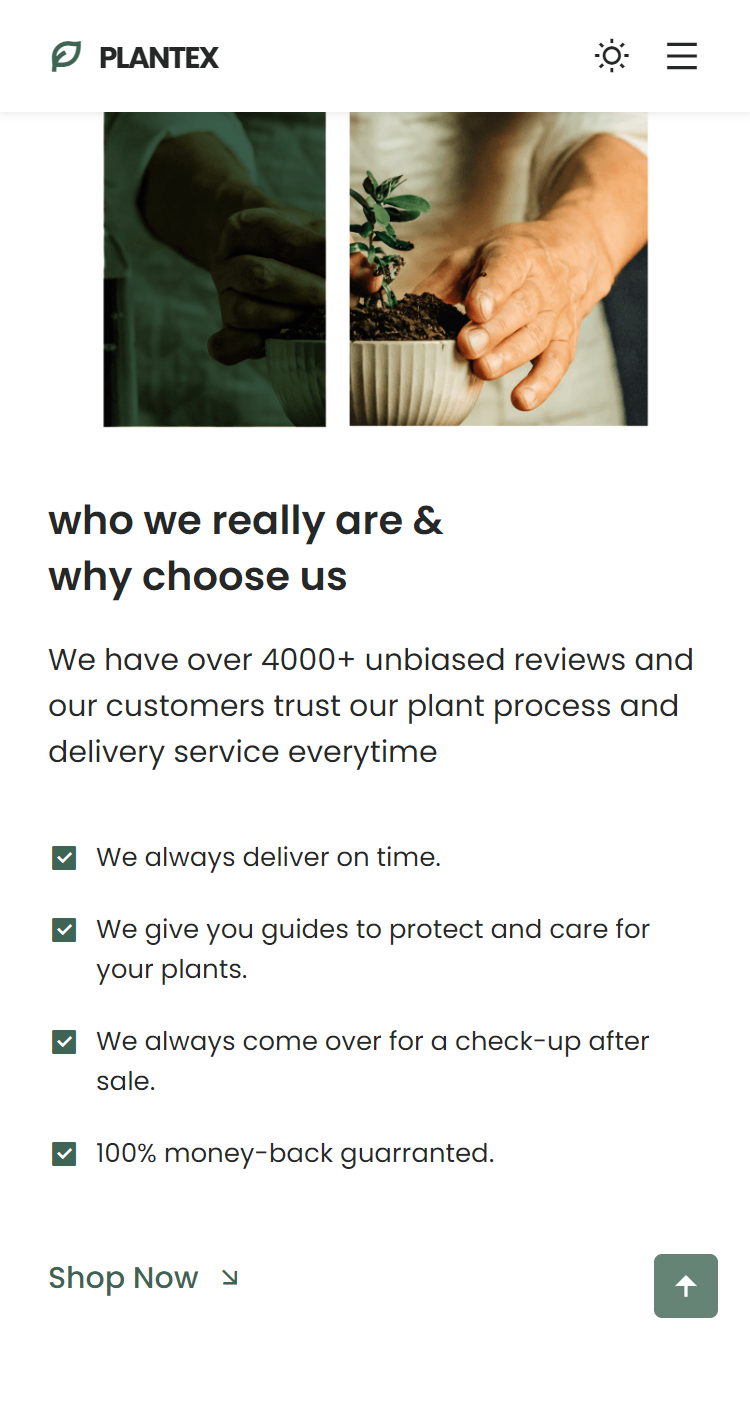 PLANTEX
who we really are &
why choose us
We have over 4000+ unbiased reviews and
our customers trust our plant process and
delivery service everytime
We always deliver on time.
We give you guides to protect and care for
your plants.
We always come over for a check-up after
sale.
100% money-back guarranted.
Shop Now